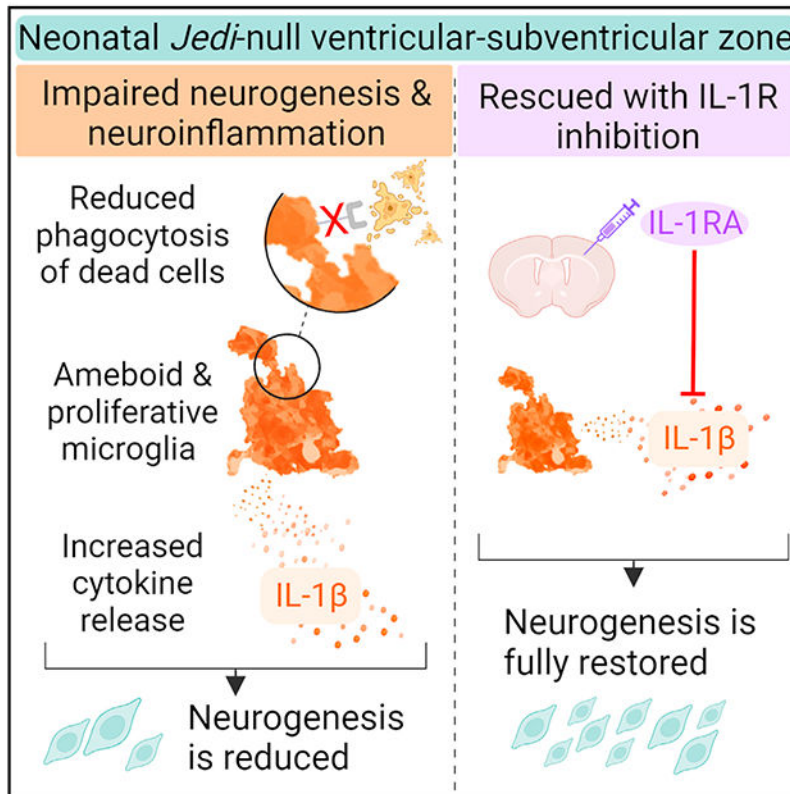 Neonatal Jedi-null ventricular-subventricular zone
Impaired neurogenesis &
neuroinflammation
Reduced
phagocytosis
of dead cells
X
Ameboid &
proliferative
microglia
Increased
cytokine
release
IL-1β
Neurogenesis
is reduced
Rescued with IL-1R
inhibition
IL-1RA
IL-1β
Neurogenesis is
fully restored